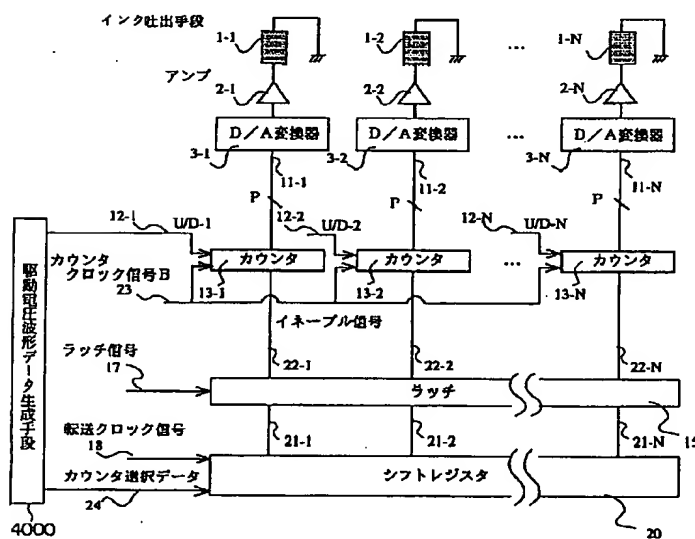 インク吐出手段
1-1
1-2
...
1-N
アンプ
2-1
2-2
2-N
D/A変換器
D/A変換器
...
D/A変換器
3-1
3-2
3-N
11-1
11-2
11-N
P
P
P
12-1
U/D-1
12-2
U/D-2
12-N
U/D-N
カウンタ
クロック信号B
カウンタ
カウンタ
...
カウンタ
23
13-1
13-2
13-N
イネーブル信号
駆動電圧波形データ生成手段
ラッチ信号
17
22-1
22-2
22-N
ラッチ
15
転送クロック信号
18
21-1
21-2
21-N
カウンタ選択データ
24
シフトレジスタ
20
4000